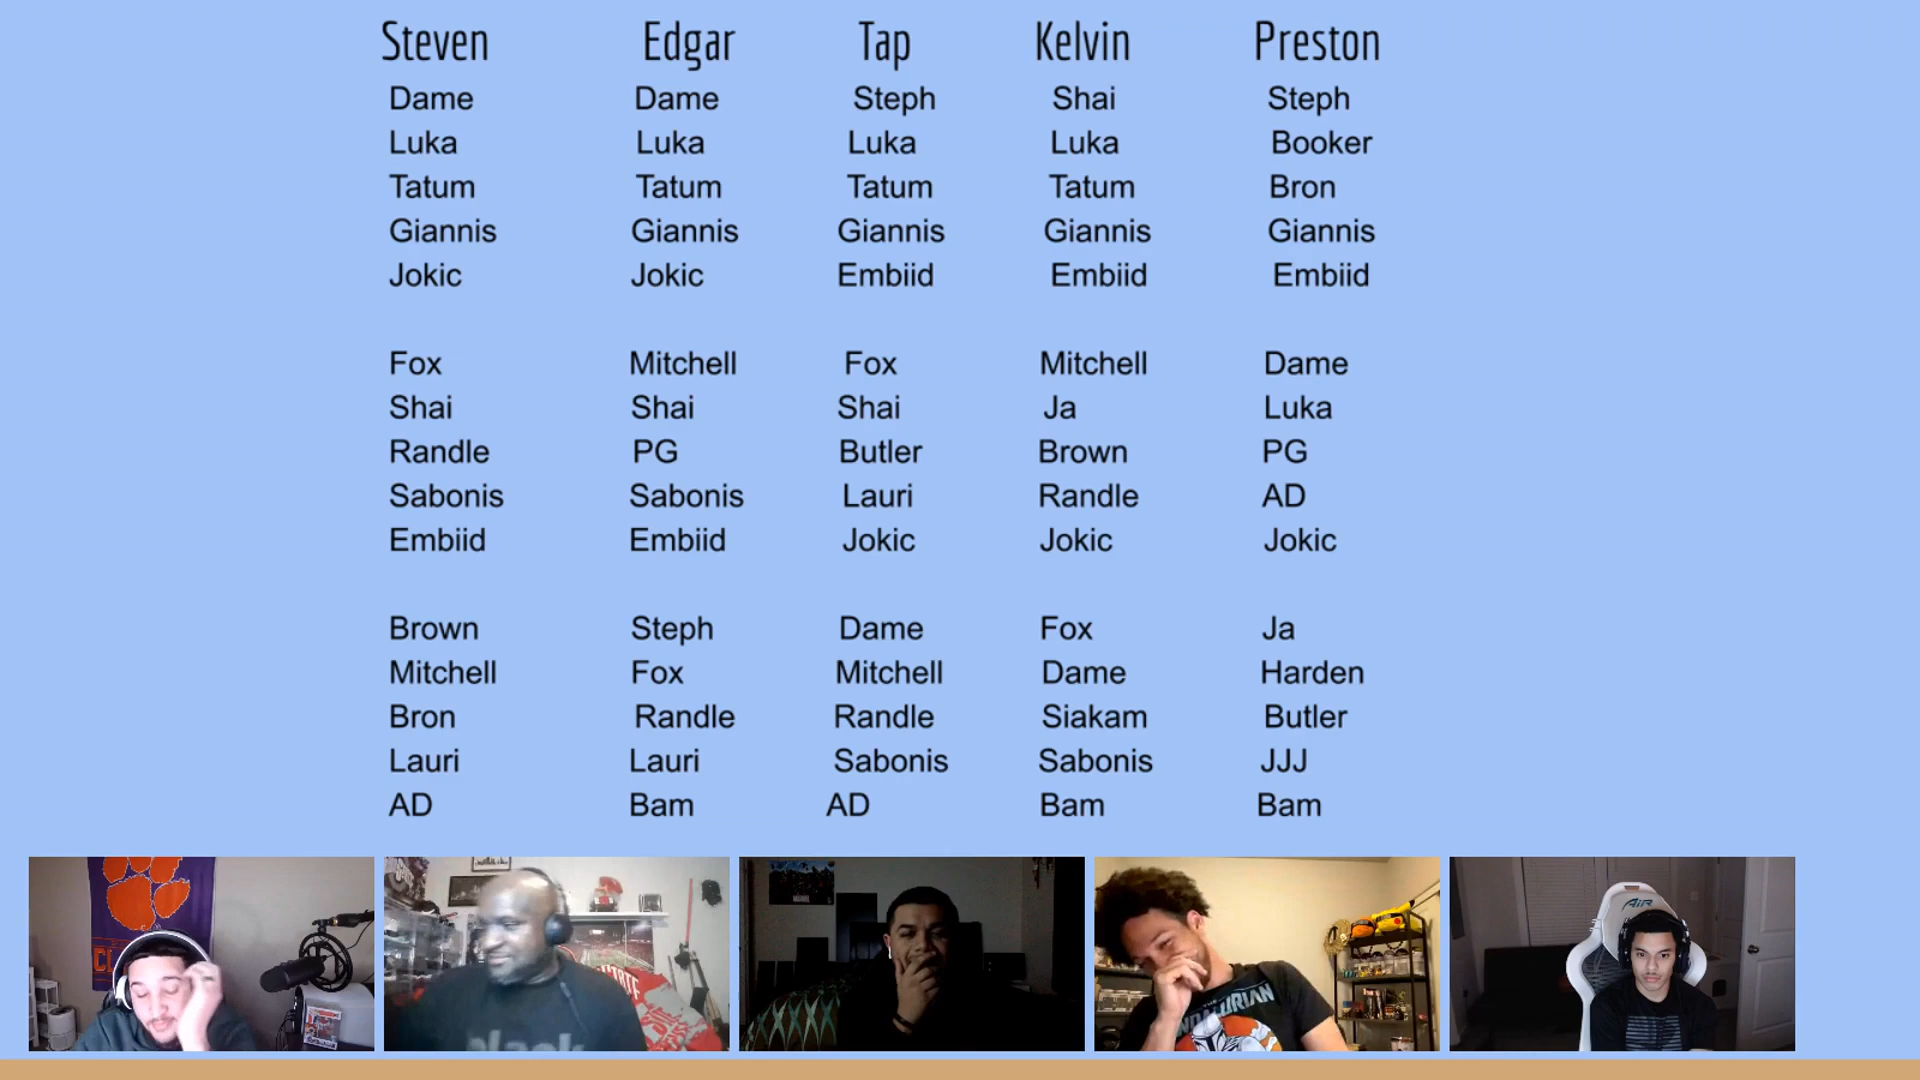 Steven Edgar Tap Kelvin Preston
Dame Dame Steph Shai Steph
Luka Luka Luka Luka Booker
Tatum Tatum Tatum Tatum Bron
Giannis Giannis Giannis Giannis Giannis
Jokic Jokic Embiid Embiid Embiid
Fox Mitchell Fox Mitchell Dame
Shai Shai Shai Ja Luka
Randle PG Butler Brown PG
Sabonis Sabonis Lauri Randle AD
Embiid Embiid Jokic Jokic Jokic
Brown Steph Dame Fox Ja
Mitchell Fox Mitchell Dame Harden
Bron Randle Randle Siakam Butler
Lauri Lauri Sabonis Sabonis JJJ
AD Bam AD Bam Bam
MARVEL
AiR